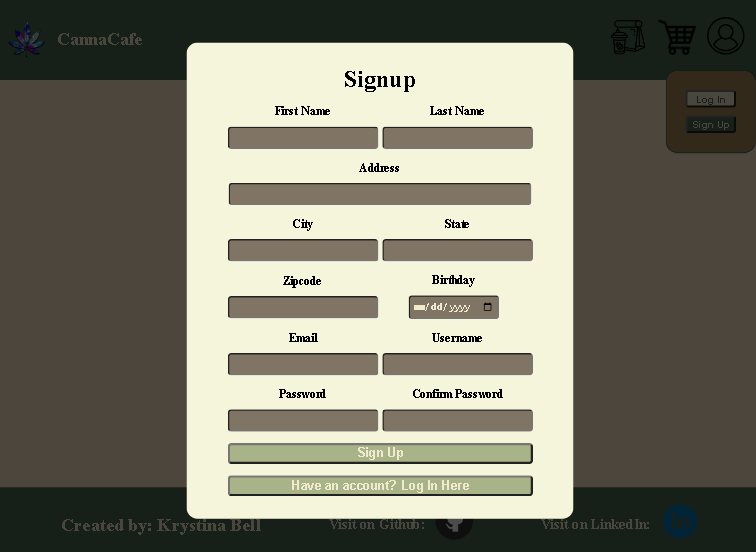 CannaCafe
Signup
First Name
Last Name
Address
City
State
Zipcode
Birthday
mm/dd/yyyy
Email
Username
Password
Confirm Password
Sign Up
Have an account? Log In Here
Log In
Sign Up
Created by: Krystina Bell
Visit on Github:
Visit on LinkedIn: